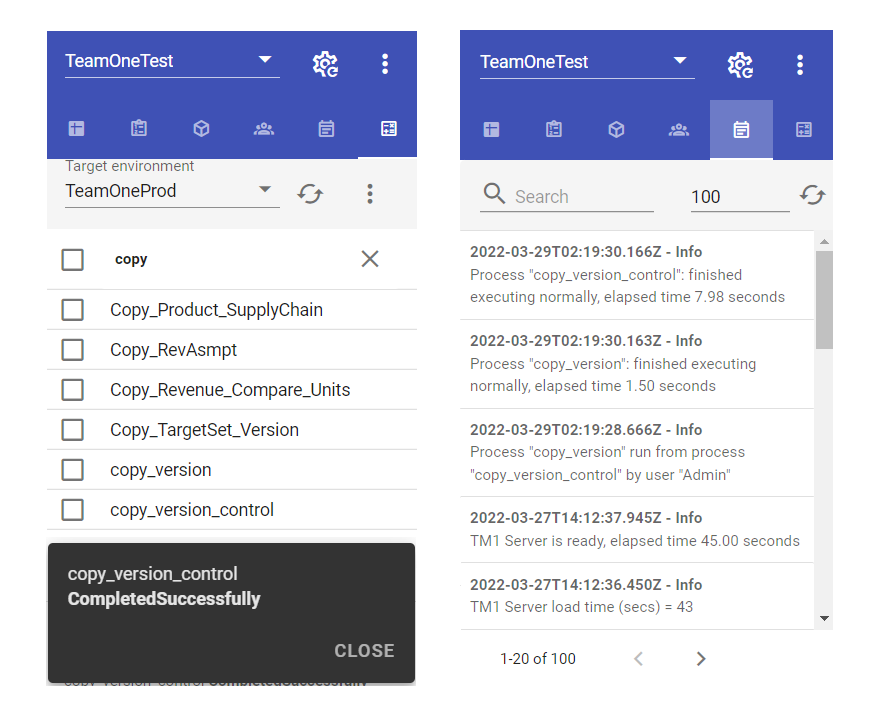 TeamOneTest
Target environment
TeamOneProd
copy
Copy_Product_SupplyChain
Copy_RevAsmpt
Copy_Revenue_Compare_Units
Copy_TargetSet_Version
copy_version
copy_version_control
copy_version_control
CompletedSuccessfully
CLOSE
copy_version_control CompletedSuccessfully
TeamOneTest
Search
100
2022-03-29T02:19:30.166Z - Info
Process "copy_version_control": finished
executing normally, elapsed time 7.98 seconds
2022-03-29T02:19:30.163Z - Info
Process "copy_version": finished executing
normally, elapsed time 1.50 seconds
2022-03-29T02:19:28.666Z - Info
Process "copy_version" run from process
"copy_version_control" by user "Admin"
2022-03-27T14:12:37.945Z - Info
TM1 Server is ready, elapsed time 45.00 seconds
2022-03-27T14:12:36.450Z - Info
TM1 Server load time (secs) = 43
1-20 of 100